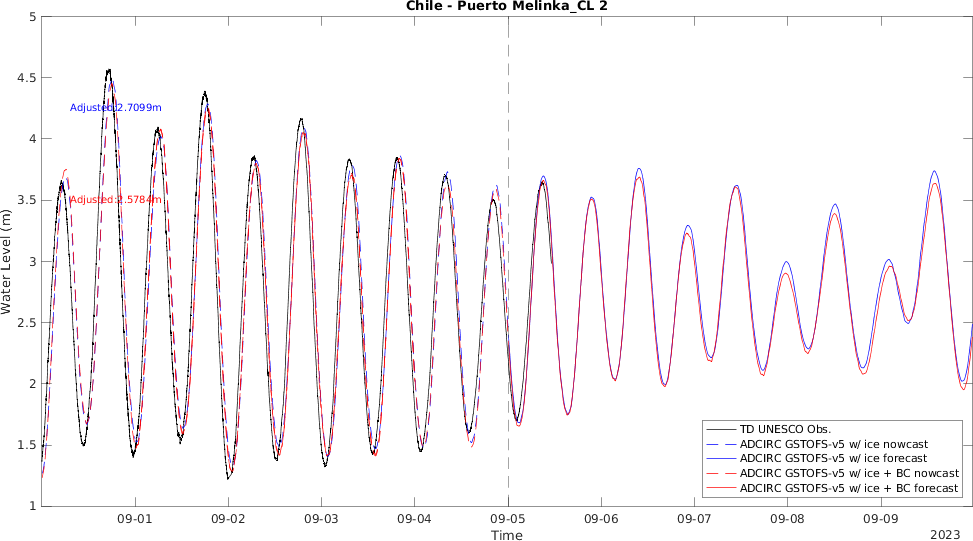 Chile - Puerto Melinka_CL 2
5
4.5
4
3.5
3
2.5
2
1.5
1
Water Level (m)
Adjusted:2.7099m
Adjusted:2.5784m
TD UNESCO Obs.
ADCIRC GSTOFS-v5 w/ ice nowcast
ADCIRC GSTOFS-v5 w/ ice forecast
ADCIRC GSTOFS-v5 w/ ice + BC nowcast
ADCIRC GSTOFS-v5 w/ ice + BC forecast
09-01 09-02 09-03 09-04 09-05 09-06 09-07 09-08 09-09
Time
2023